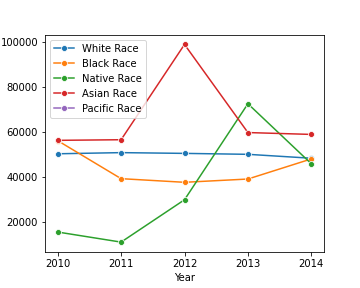 100000
80000
60000
40000
20000
White Race
Black Race
Native Race
Asian Race
Pacific Race
2010 2011 2012 2013 2014
Year